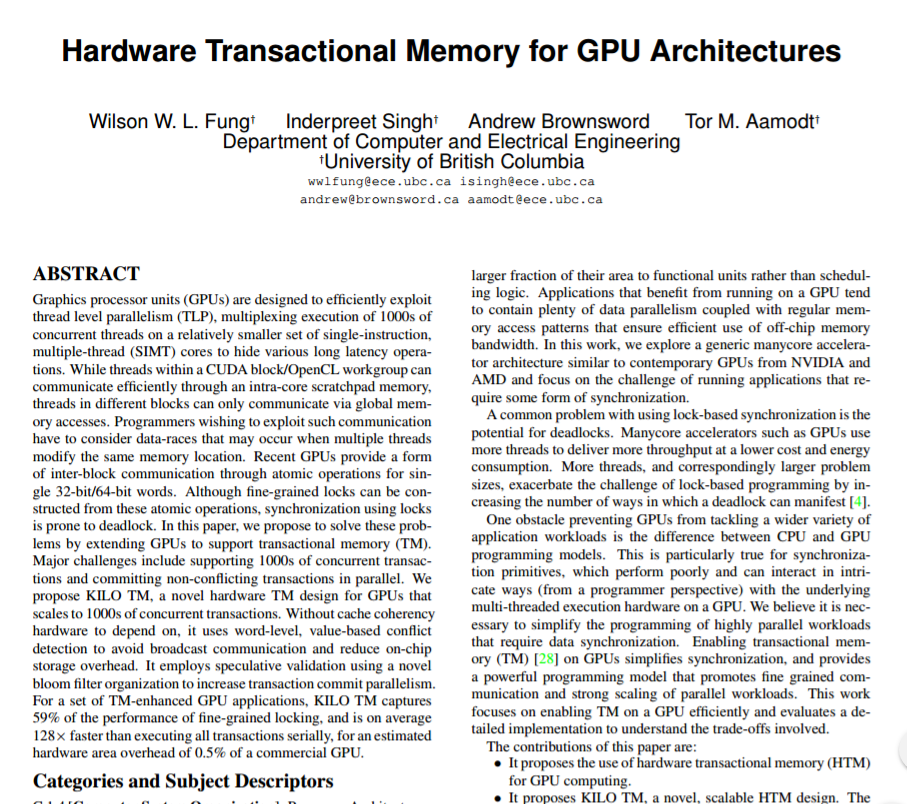 Hardware Transactional Memory for GPU Architectures
Wilson W. L. Fung† Inderpreet Singh† Andrew Brownsword Tor M. Aamodt†
Department of Computer and Electrical Engineering
†University of British Columbia
wwlfung@ece.ubc.ca isingh@ece.ubc.ca
andrew@brownsword.ca aamodt@ece.ubc.ca
ABSTRACT
Graphics processor units (GPUs) are designed to efficiently exploit
thread level parallelism (TLP), multiplexing execution of 1000s of
concurrent threads on a relatively smaller set of single-instruction,
multiple-thread (SIMT) cores to hide various long latency opera-
tions. While threads within a CUDA block/OpenCL workgroup can
communicate efficiently through an intra-core scratchpad memory,
threads in different blocks can only communicate via global mem-
ory accesses. Programmers wishing to exploit such communication
have to consider data-races that may occur when multiple threads
modify the same memory location. Recent GPUs provide a form
of inter-block communication through atomic operations for sin-
gle 32-bit/64-bit words. Although fine-grained locks can be con-
structed from these atomic operations, synchronization using locks
is prone to deadlock. In this paper, we propose to solve these prob-
lems by extending GPUs to support transactional memory (TM).
Major challenges include supporting 1000s of concurrent transac-
tions and committing non-conflicting transactions in parallel. We
propose KILO TM, a novel hardware TM design for GPUs that
scales to 1000s of concurrent transactions. Without cache coherency
hardware to depend on, it uses word-level, value-based conflict
detection to avoid broadcast communication and reduce on-chip
storage overhead. It employs speculative validation using a novel
bloom filter organization to increase transaction commit parallelism.
For a set of TM-enhanced GPU applications, KILO TM captures
59% of the performance of fine-grained locking, and is on average
128× faster than executing all transactions serially, for an estimated
hardware area overhead of 0.5% of a commercial GPU.
Categories and Subject Descriptors
larger fraction of their area to functional units rather than schedul-
ing logic. Applications that benefit from running on a GPU tend
to contain plenty of data parallelism coupled with regular mem-
ory access patterns that ensure efficient use of off-chip memory
bandwidth. In this work, we explore a generic manycore accelera-
tor architecture similar to contemporary GPUs from NVIDIA and
AMD and focus on the challenge of running applications that re-
quire some form of synchronization.
A common problem with using lock-based synchronization is the
potential for deadlocks. Manycore accelerators such as GPUs use
more threads to deliver more throughput at a lower cost and energy
consumption. More threads, and correspondingly larger problem
sizes, exacerbate the challenge of lock-based programming by in-
creasing the number of ways in which a deadlock can manifest [4].
One obstacle preventing GPUs from tackling a wider variety of
application workloads is the difference between CPU and GPU
programming models. This is particularly true for synchroniza-
tion primitives, which perform poorly and can interact in intri-
cate ways (from a programmer perspective) with the underlying
multi-threaded execution hardware on a GPU. We believe it is nec-
essary to simplify the programming of highly parallel workloads
that require data synchronization. Enabling transactional mem-
ory (TM) [28] on GPUs simplifies synchronization, and provides
a powerful programming model that promotes fine grained com-
munication and strong scaling of parallel workloads. This work
focuses on enabling TM on a GPU efficiently and evaluates a de-
tailed implementation to understand the trade-offs involved.
The contributions of this paper are:
• It proposes the use of hardware transactional memory (HTM)
for GPU computing.
• It proposes KILO TM, a novel, scalable HTM design. The